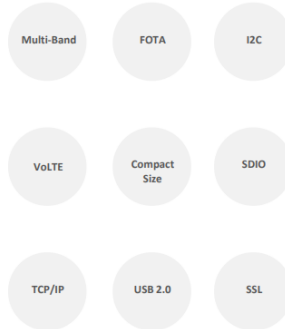 Multi-Band
FOTA
I2C
VoLTE
Compact
Size
SDIO
TCP/IP
USB 2.0
SSL